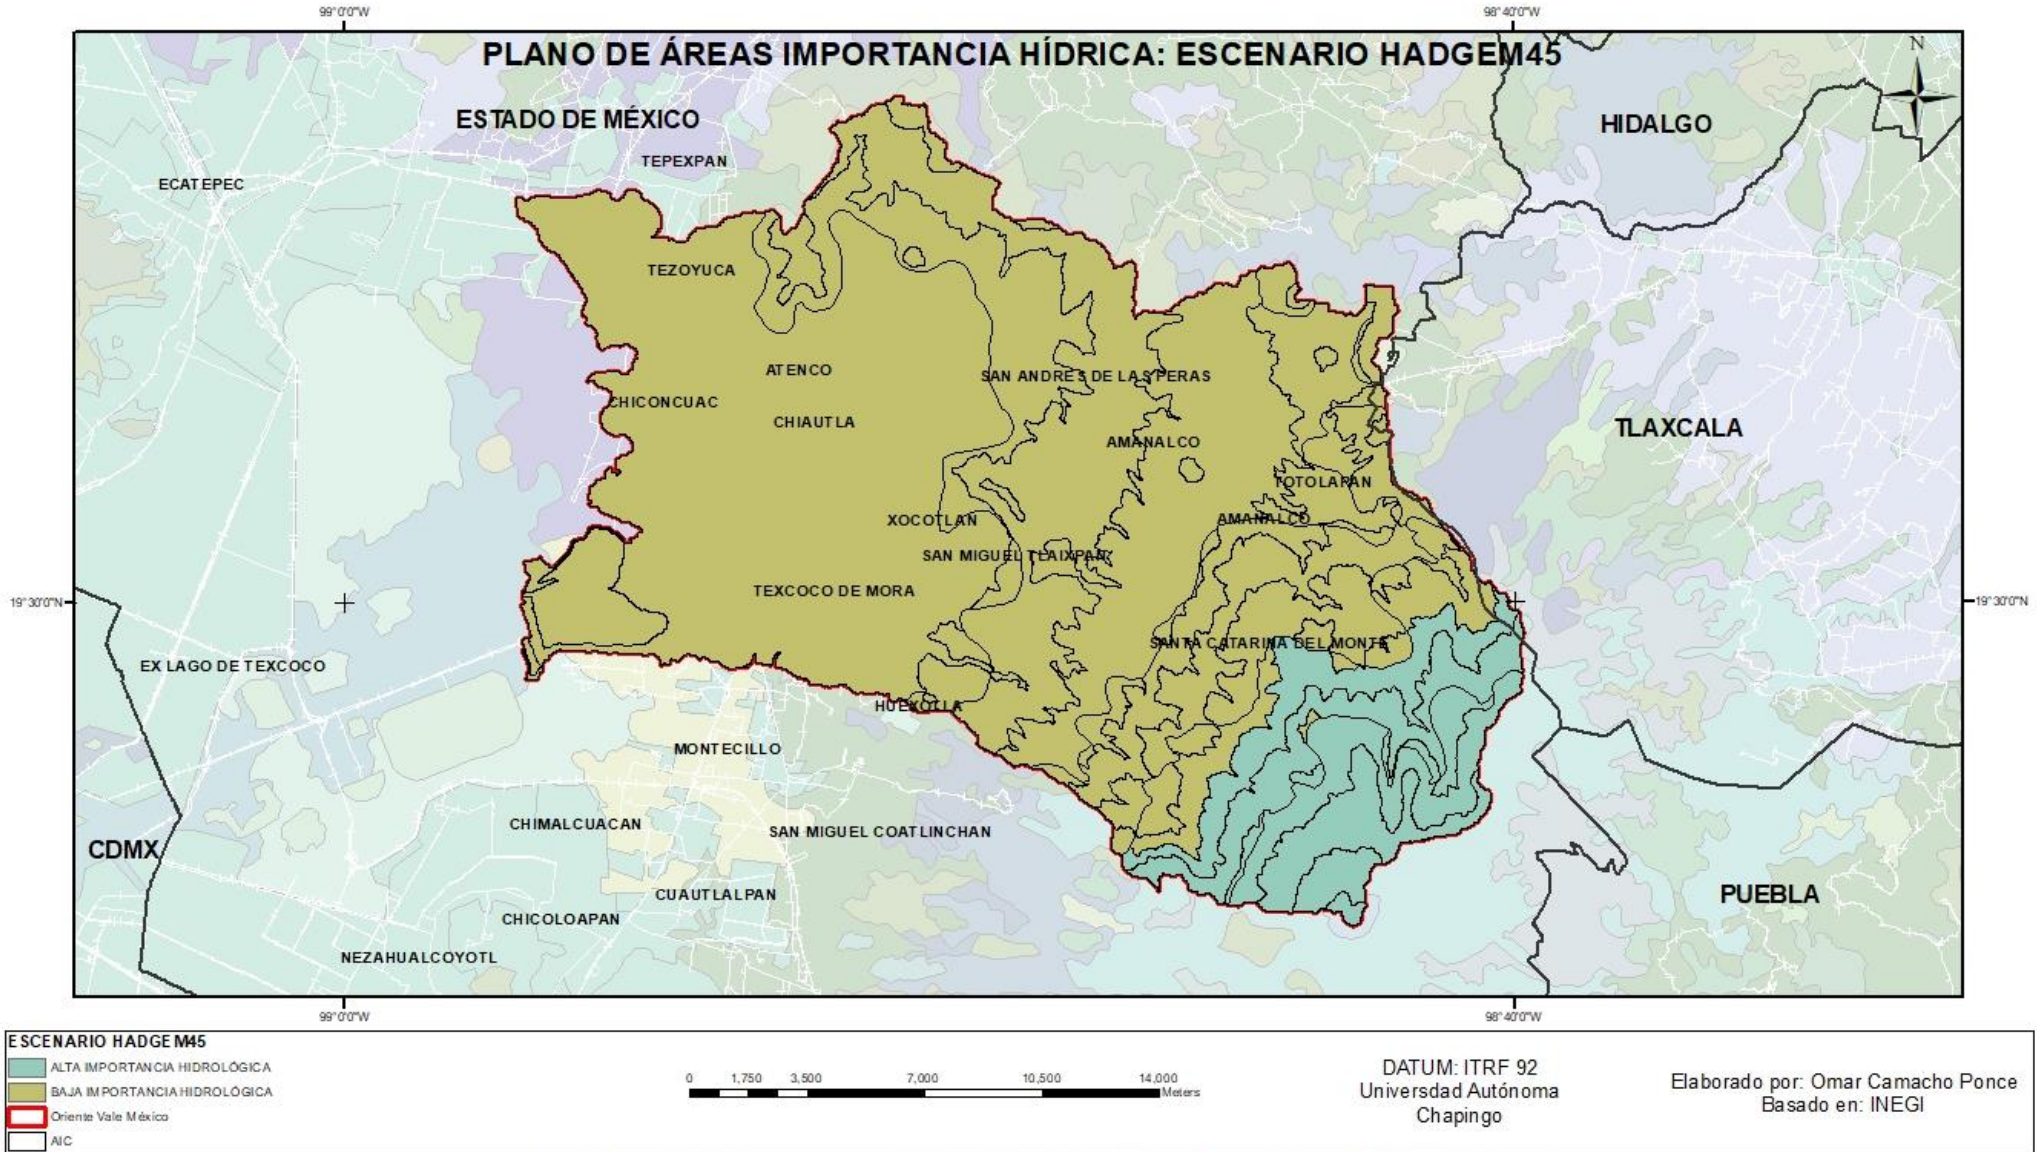 99°0'0"W
98°40'0"W
PLANO DE ÁREAS IMPORTANCIA HÍDRICA: ESCENARIO HADGEM45
N
ESTADO DE MÉXICO
HIDALGO
TEPEXPAN
ECATEPEC
TEZOYUCA
ATENCO
SAN ANDRES DE LAS PERAS
CHICONCUAC
CHIAUTLA
TLAXCALA
AMANALCO
TOTOLAPAN
XOCOTLAN
AMANALCO
SAN MIGUEL TLAIXPAN
TEXCOCO DE MORA
19°30'0"N
19°30'0"N
SANTA CATARINA DEL MONTE
EX LAGO DE TEXCOCO
HUEXOTLA
MONTECILLO
CHIMALCUACAN
SAN MIGUEL COATLINCHAN
CDMX
CUAUTLALPAN
PUEBLA
CHICOLOAPAN
NEZAHUALCOYOTL
99°0'0"W
98°40'0"W
ESCENARIO HADGEM45
ALTA IMPORTANCIA HIDROLÓGICA
BAJA IMPORTANCIA HIDROLÓGICA
Oriente Vale México
AIC
0 1,750 3,500 7,000 10,500 14,000
Meters
DATUM: ITRF 92
Universdad Autónoma
Chapingo
Elaborado por: Omar Camacho Ponce
Basado en: INEGI